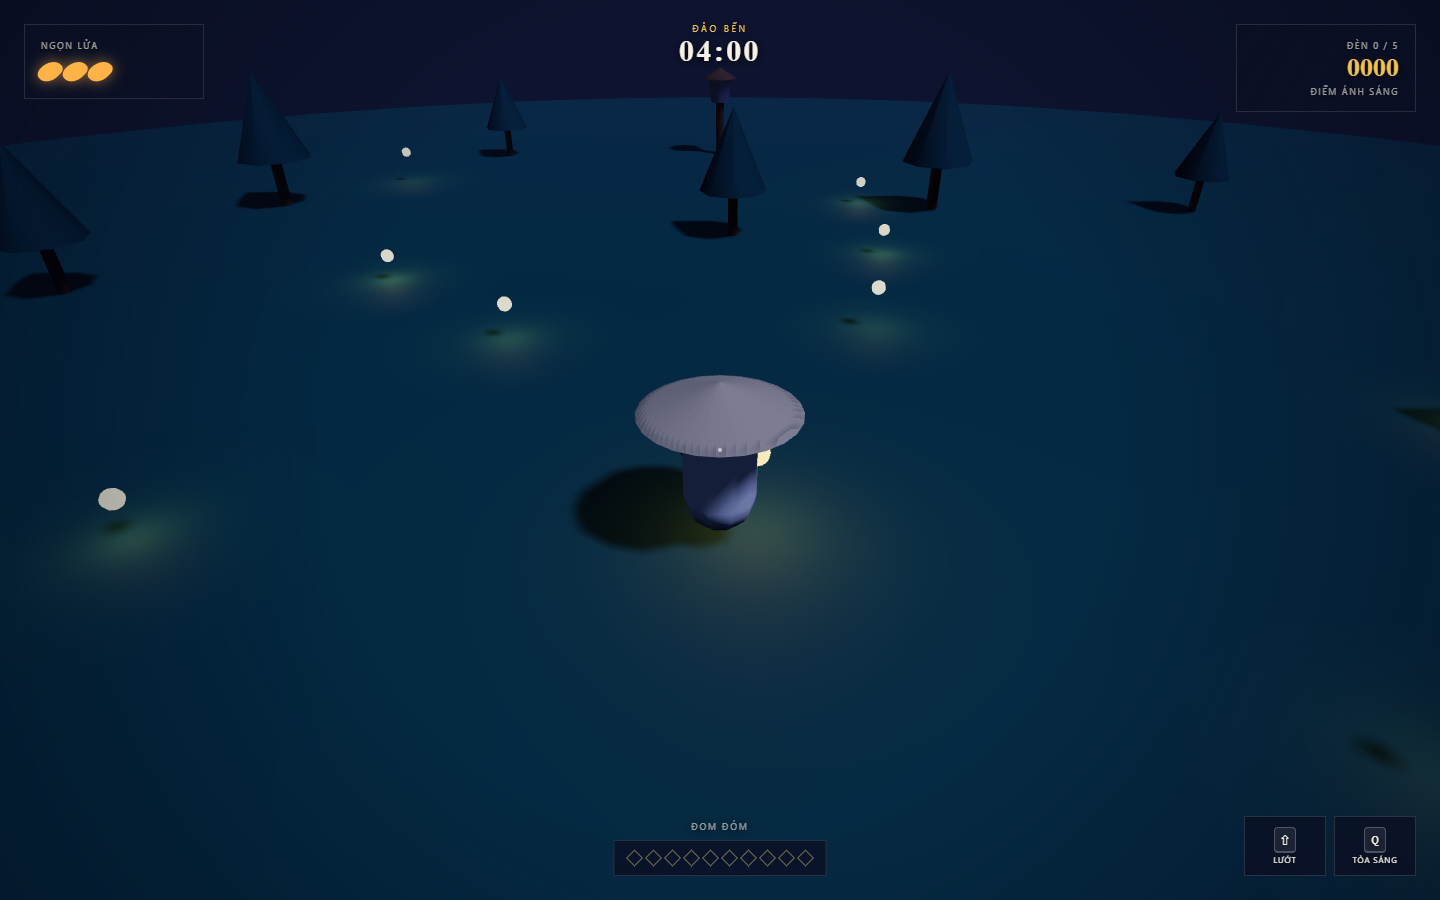 NGỌN LỬA
ĐẢO BẾN
04:00
ĐÈN 0 / 5
0000
ĐIỂM ÁNH SÁNG
ĐOM ĐÓM
⇧
LƯỚT
Q
TỎA SÁNG